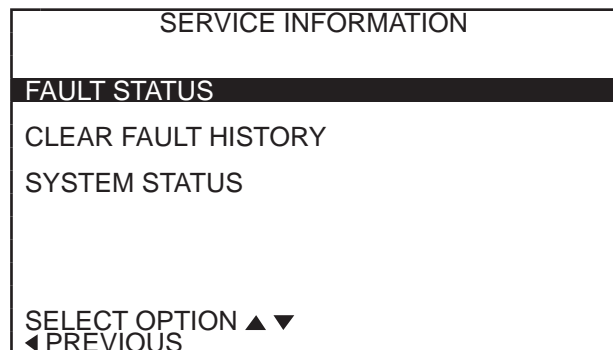 SERVICE INFORMATION
FAULT STATUS
CLEAR FAULT HISTORY
SYSTEM STATUS
SELECT OPTION ▲ ▼
◀ PREVIOUS